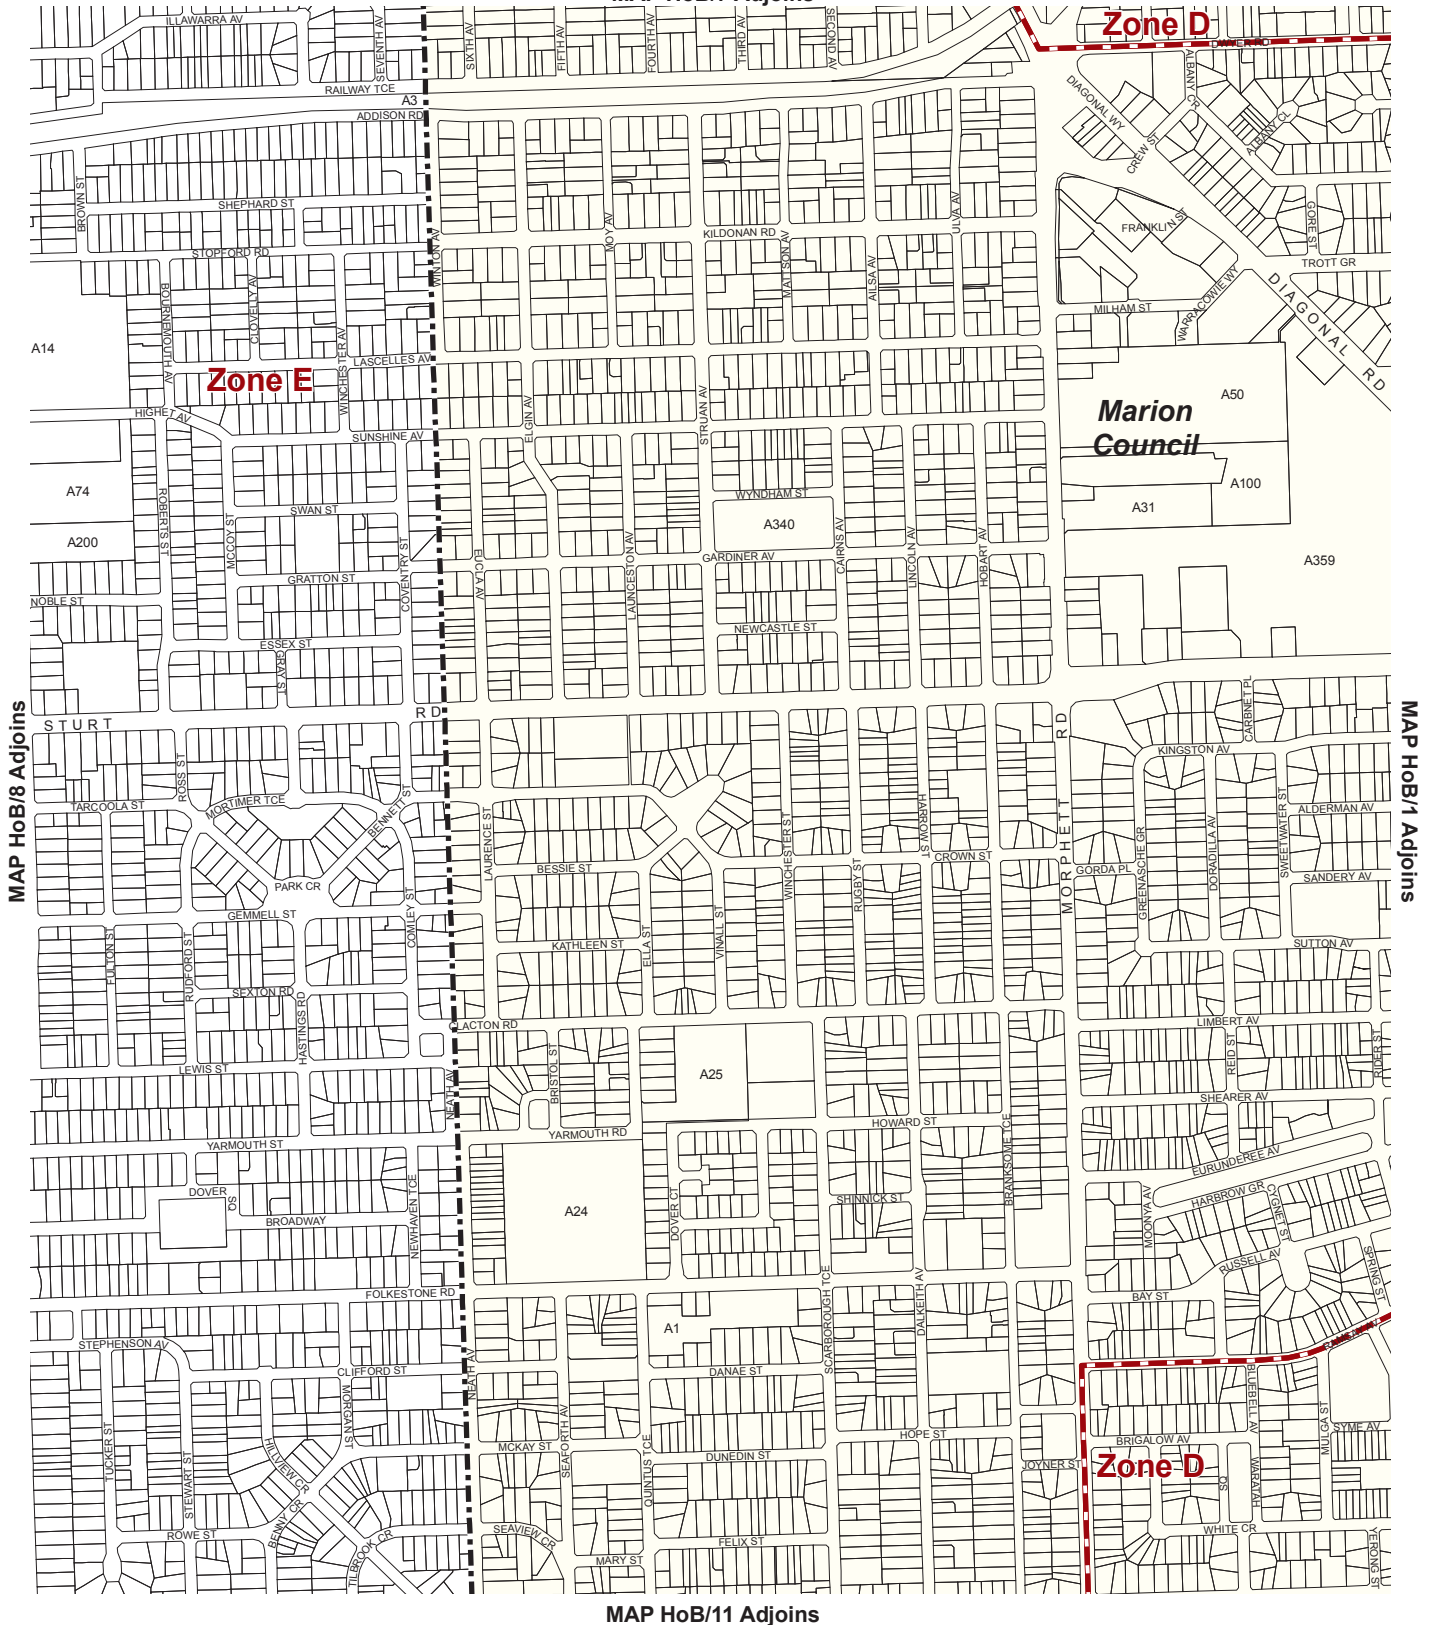 MAP HoB/7 Adjoins
Zone D
ILLAWARRA AV
SEVENTH AV
SIXTH AV
FIFTH AV
FOURTH AV
THIRD AV
SECOND AV
DWYER RD
RAILWAY TCE
A3
ADDISON RD
DIAGONAL WY
ALBANY CR
ALBANY CL
CREW ST
BROWN ST
SHEPHARD ST
STOPFORD RD
WINTON AV
MOY AV
KILDONAN RD
MATTSON AV
AILSA AV
ULVA AV
FRANKLIN ST
GORE ST
TROTT GR
WARRACOWIE WY
MILHAM ST
DIAGONAL RD
BOURNEMOUTH AV
CLOVELLY AV
WINCHESTER AV
LASCELLES AV
A14
Zone E
HIGHET AV
SUNSHINE AV
ELGIN AV
STRUAN AV
Marion
Council
A50
A74
A200
ROBERTS ST
MCCOY ST
SWAN ST
COVENTRY ST
GRATTON ST
NOBLE ST
ESSEX ST
GRAY ST
EUCLA AV
LAUNCESTON AV
WYNDHAM ST
A340
GARDINER AV
CAIRNS AV
LINCOLN AV
HOBART AV
NEWCASTLE ST
A100
A31
A359
MAP HoB/8 Adjoins
MAP HoB/1 Adjoins
STURT RD
MORPHETT RD
CARBNET PL
KINGSTON AV
ROSS ST
TARCOOLA ST
MORTIMER TCE
BENNETT ST
PARK CR
GEMMELL ST
COMLEY ST
LAURENCE ST
BESSIE ST
KATHLEEN ST
ELLA ST
VINALL ST
WINCHESTER ST
RUGBY ST
HARROW ST
CROWN ST
GORDA PL
GREENASCHE GR
DORADILLA AV
SWEETWATER ST
ALDERMAN AV
SANDERY AV
SUTTON AV
FULTON ST
RUDFORD ST
SEXTON RD
HASTINGS RD
LEWIS ST
CLACTON RD
BRISTOL ST
NEATH AV
A25
LIMBERT AV
REID ST
RIDER ST
SHEARER AV
YARMOUTH ST
YARMOUTH RD
HOWARD ST
BRANKSOME TCE
EURUNDEREE AV
HARBROW GR
CYGNET ST
MOONYA AV
RUSSELL AV
SPRING ST
DOVER
SQ
BROADWAY
NEWHAVEN TCE
A24
DOVER CT
SHINNICK ST
SCARBOROUGH TCE
DALKEITH AV
BAY ST
FOLKESTONE RD
A1
STEPHENSON AV
CLIFFORD ST
NEATH AV
DANAE ST
MORGAN ST
TUCKER ST
STEWART ST
HILLVIEW CR
BENNY CR
ROWE ST
TILBROOK CR
MCKAY ST
SEAFORTH AV
QUINTUS TCE
DUNEDIN ST
SEAVIEW CR
MARY ST
FELIX ST
HOPE ST
JOYNER ST
BLUEBELL AV
MULGA ST
SYME AV
BRIGALOW AV
Zone D
SQ
WARATAH
WHITE CR
YERONG ST
MAP HoB/11 Adjoins